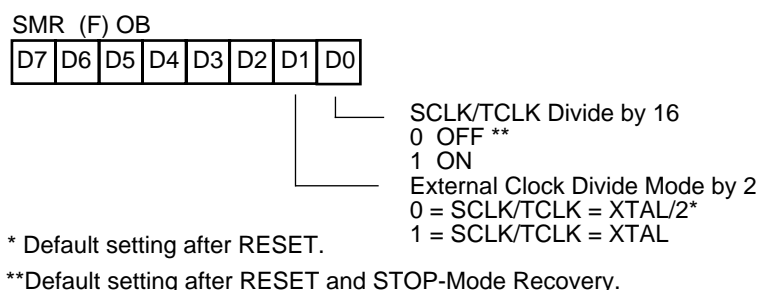 SMR (F) OB
D7 D6 D5 D4 D3 D2 D1 D0
SCLK/TCLK Divide by 16
0 OFF **
1 ON
External Clock Divide Mode by 2
0 = SCLK/TCLK = XTAL/2*
1 = SCLK/TCLK = XTAL
* Default setting after RESET.
**Default setting after RESET and STOP-Mode Recovery.